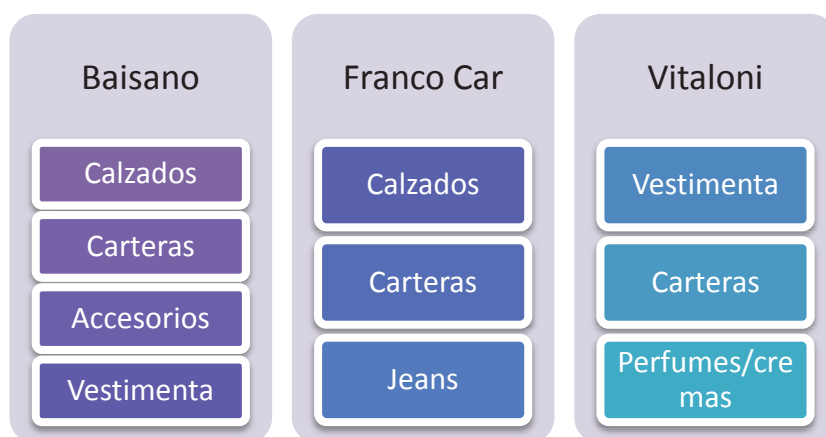 Baisano
Calzados
Carteras
Accesorios
Vestimenta
Franco Car
Calzados
Carteras
Jeans
Vitaloni
Vestimenta
Carteras
Perfumes/cre
mas